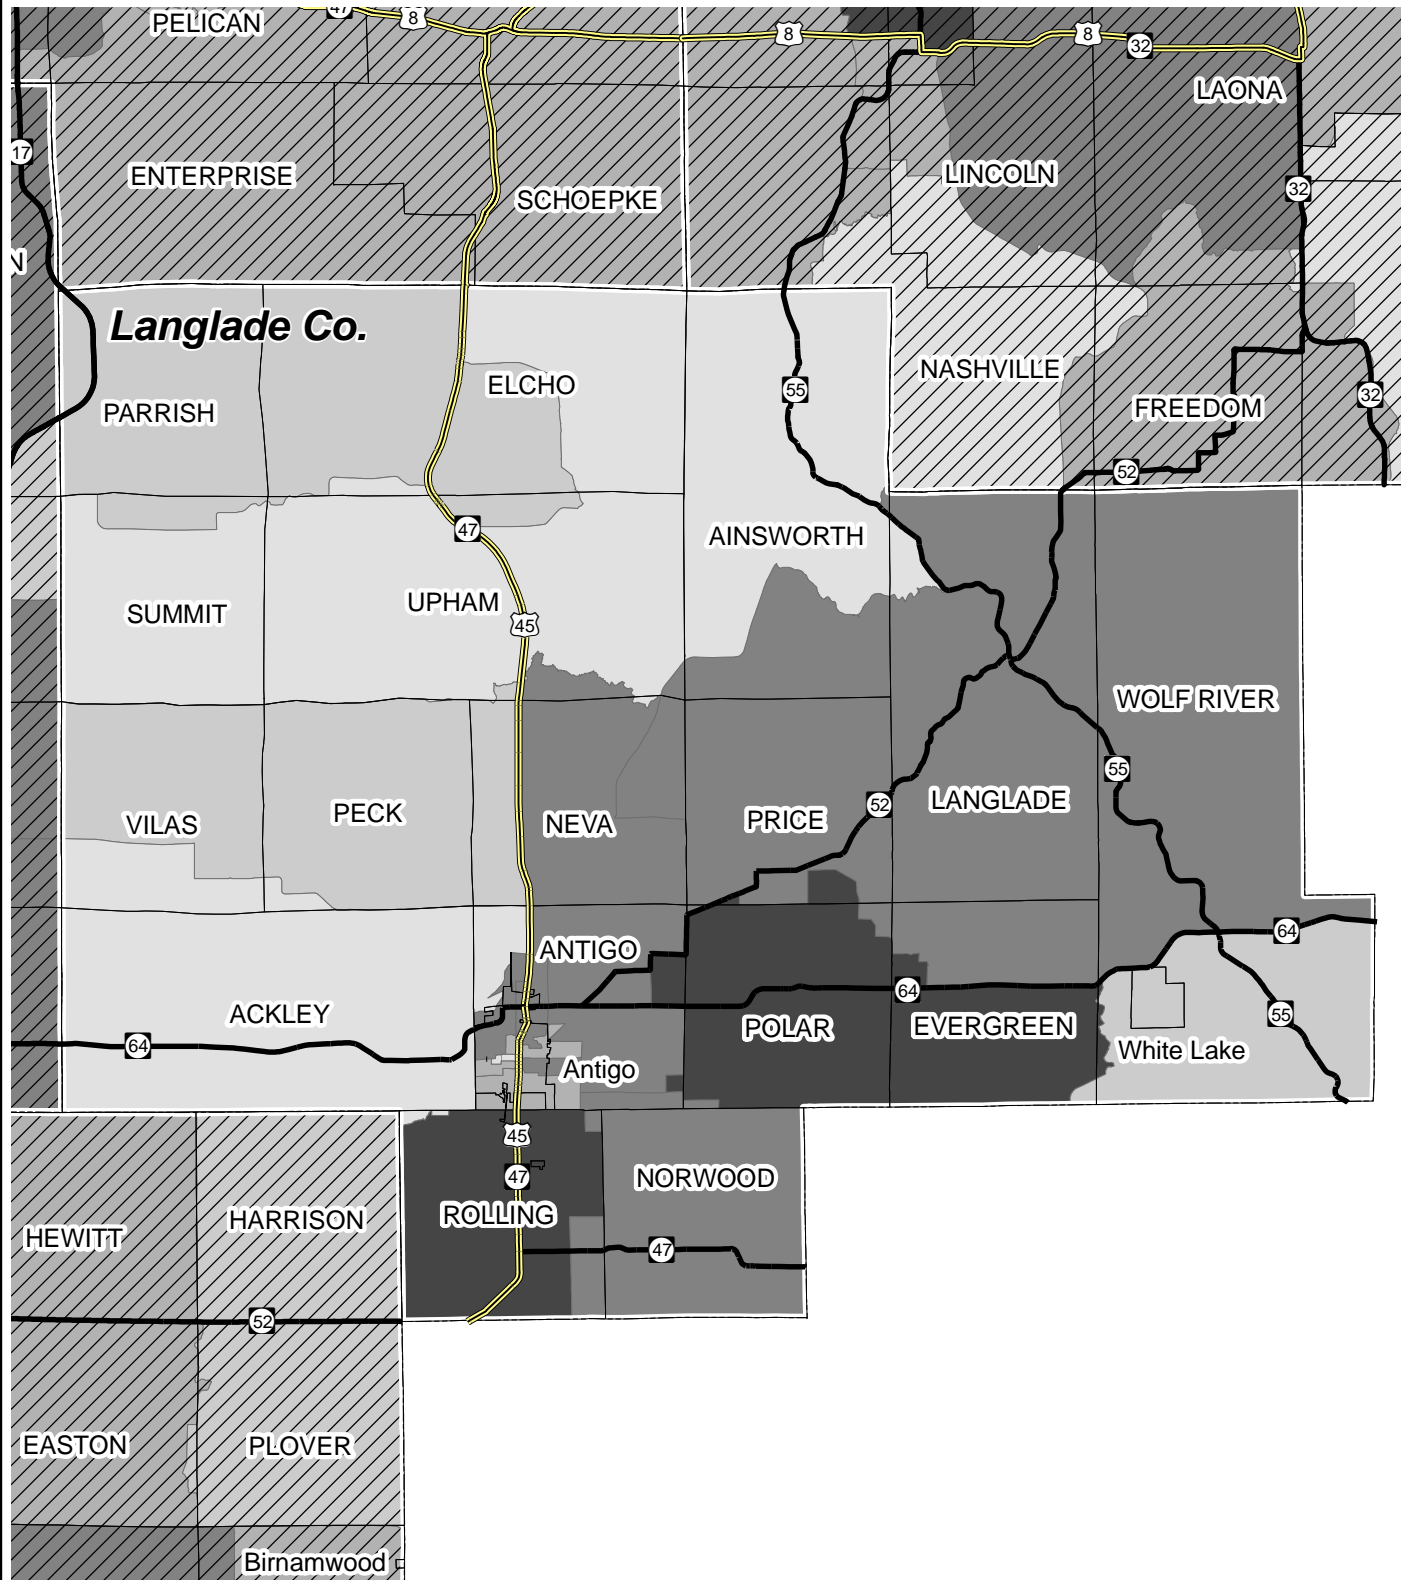 47
8
PELICAN
8
8
32
LAONA
17
ENTERPRISE
SCHOEPKE
LINCOLN
32
N
Langlade Co.
ELCHO
NASHVILLE
55
32
PARRISH
FREEDOM
52
47
AINSWORTH
SUMMIT
UPHAM
45
WOLF RIVER
55
VILAS
PECK
NEVA
PRICE
52
LANGLADE
ANTIGO
64
64
ACKLEY
POLAR
EVERGREEN
55
64
Antigo
White Lake
45
47
NORWOOD
ROLLING
HARRISON
HEWITT
47
52
EASTON
PLOVER
Birnamwood